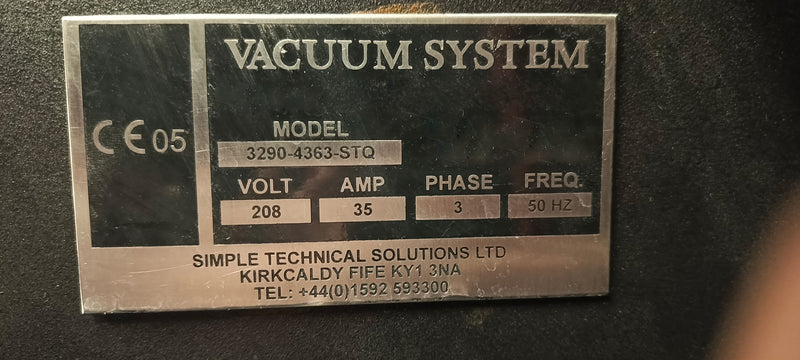 VACUUM SYSTEM
CE 05
MODEL
3290-4363-STQ
VOLT AMP PHASE FREQ.
208 35 3 50 HZ
SIMPLE TECHNICAL SOLUTIONS LTD
KIRKCALDY FIFE KY1 3NA
TEL: +44(0)1592 593300